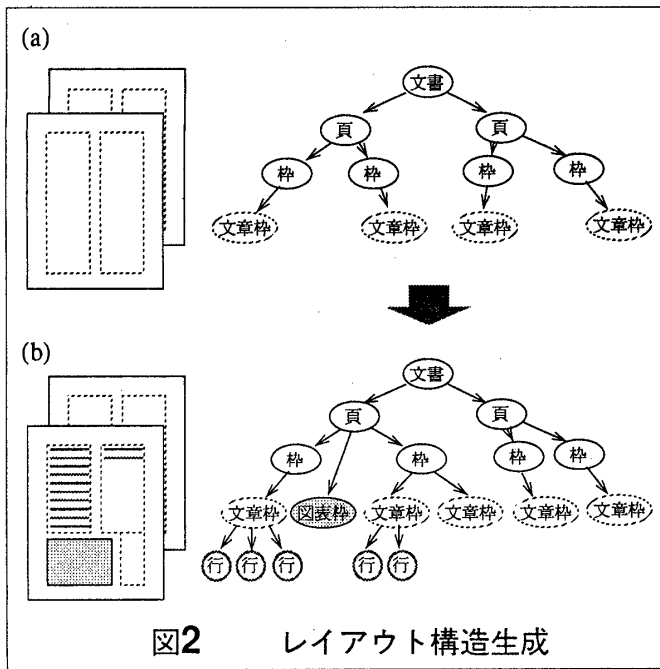 (a)
文書
頁 頁
枠 枠 枠 枠
文章枠 文章枠 文章枠 文章枠
(b)
文書
頁 頁
枠 枠 枠 枠
文章枠 図表枠 文章枠 文章枠 文章枠 文章枠
行 行 行 行 行
図2 レイアウト構造生成